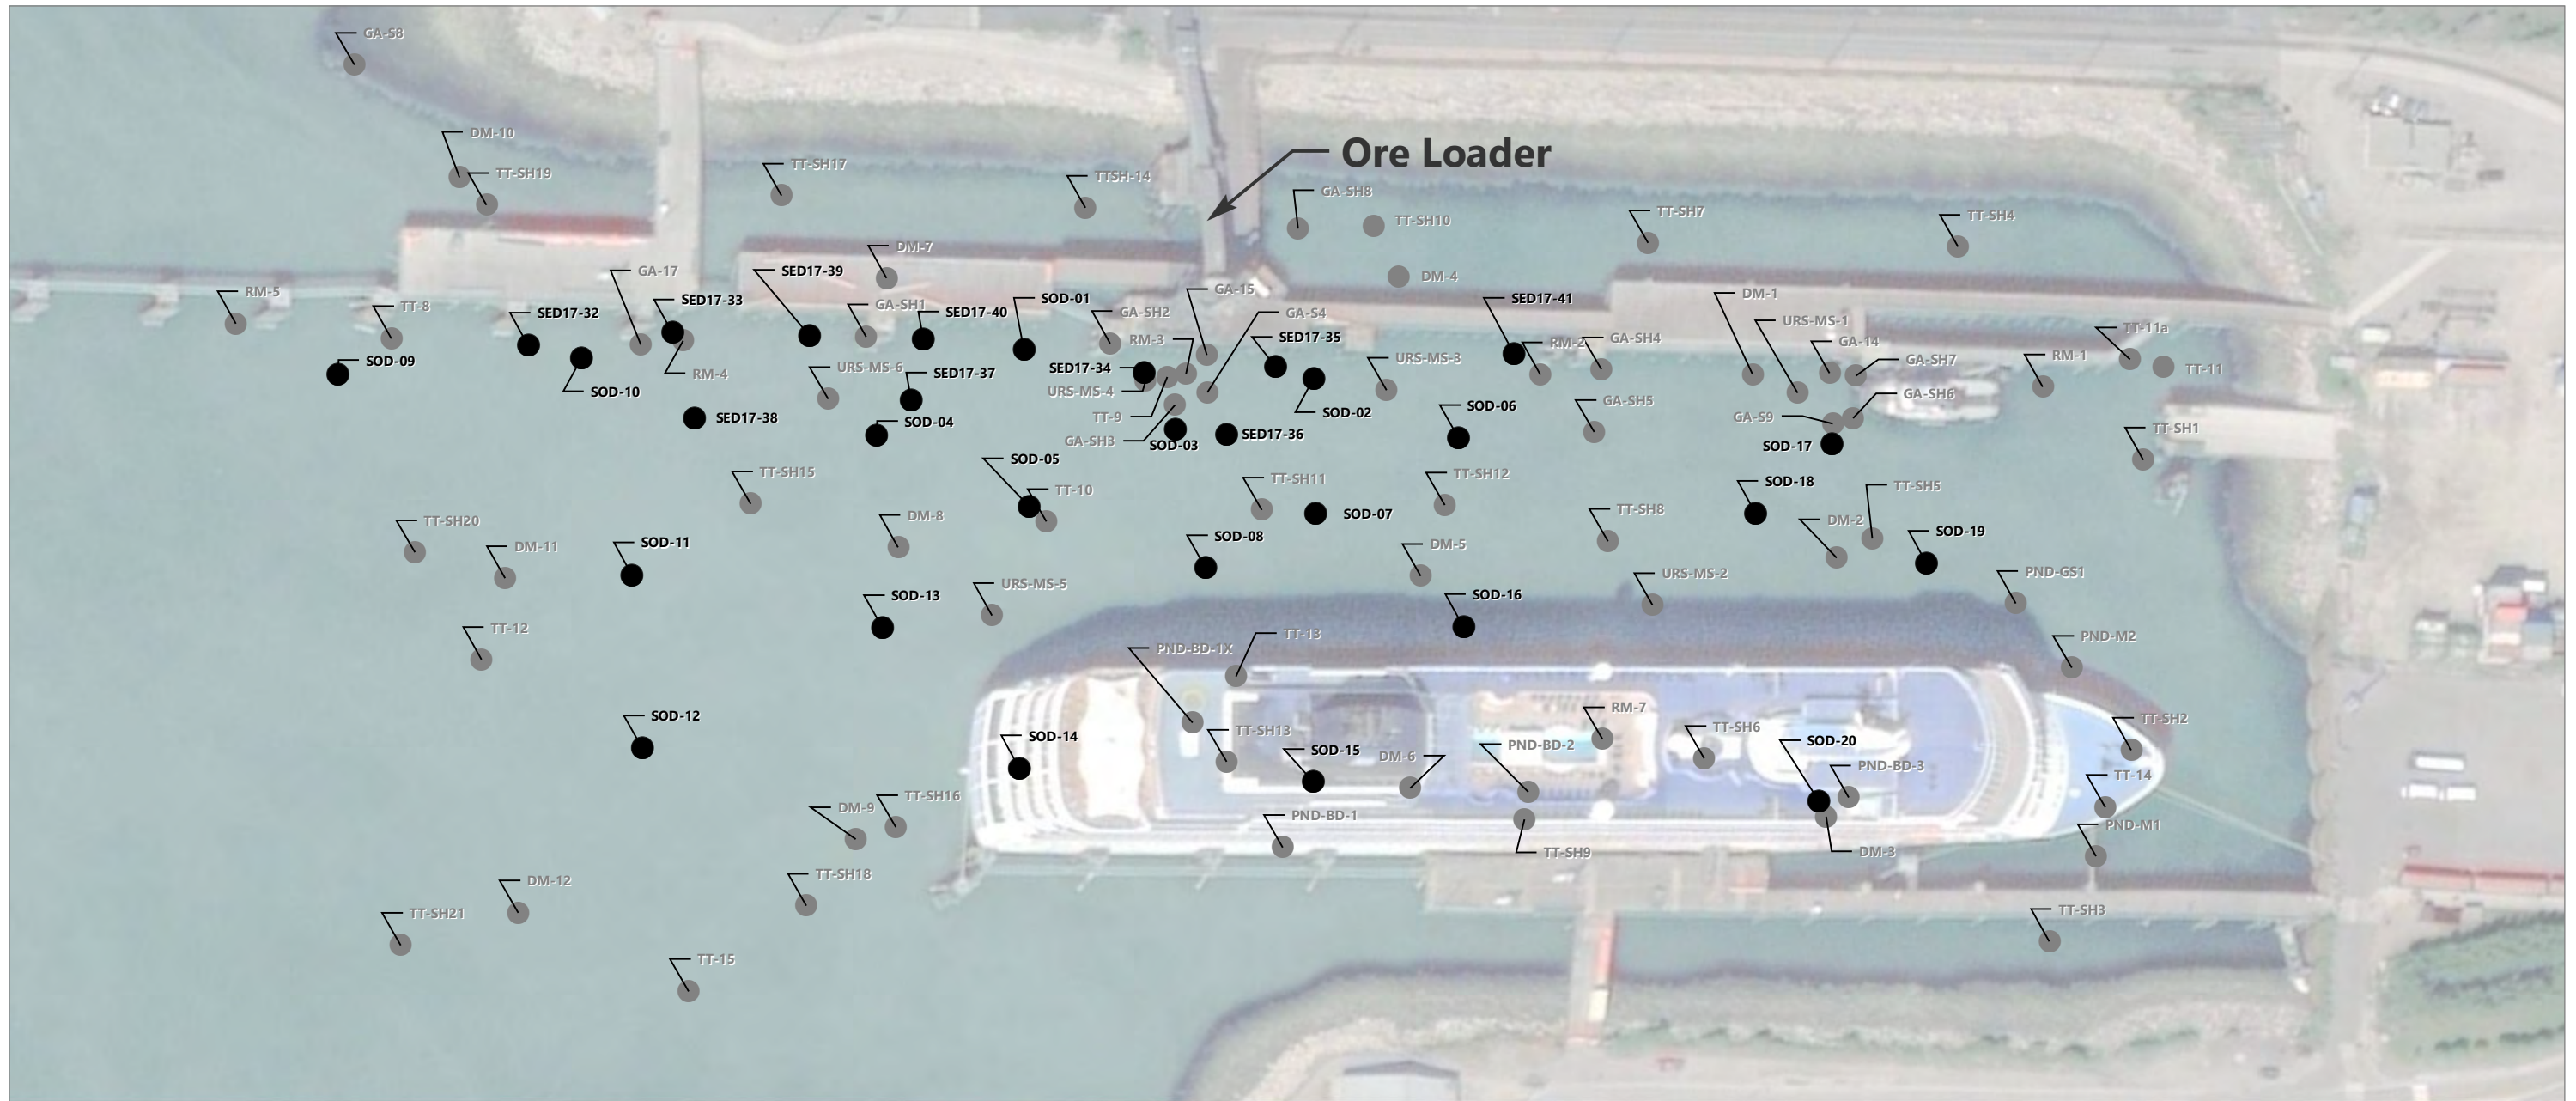 GA-S8
DM-10
TT-SH19
TT-SH17
TTSH-14
Ore Loader
GA-SH8
TT-SH10
TT-SH7
TT-SH4
DM-7
DM-4
GA-17
SED17-39
RM-5
TT-8
SED17-32
SED17-33
GA-SH1
SED17-40
SOD-01
GA-SH2
GA-15
GA-S4
SED17-41
DM-1
URS-MS-1
TT-11a
RM-3
SED17-35
RM-2
GA-SH4
GA-14
SOD-09
SOD-10
RM-4
URS-MS-6
SED17-37
SED17-34
URS-MS-4
URS-MS-3
GA-SH7
RM-1
TT-11
SED17-38
SOD-04
TT-9
GA-SH3
SOD-03
SED17-36
SOD-02
SOD-06
GA-SH5
GA-S9
GA-SH6
SOD-17
TT-SH1
TT-SH15
SOD-05
TT-10
TT-SH11
TT-SH12
SOD-18
TT-SH5
TT-SH20
DM-11
SOD-11
DM-8
SOD-08
SOD-07
DM-5
TT-SH8
DM-2
SOD-19
TT-12
SOD-13
URS-MS-5
SOD-16
URS-MS-2
PND-GS1
TT-13
PND-BD-1X
PND-M2
SOD-12
SOD-14
TT-SH13
SOD-15
DM-6
PND-BD-2
RM-7
TT-SH6
SOD-20
PND-BD-3
TT-SH2
TT-14
DM-9
TT-SH16
PND-BD-1
TT-SH9
DM-3
PND-M1
TT-SH21
DM-12
TT-SH18
TT-SH3
TT-15